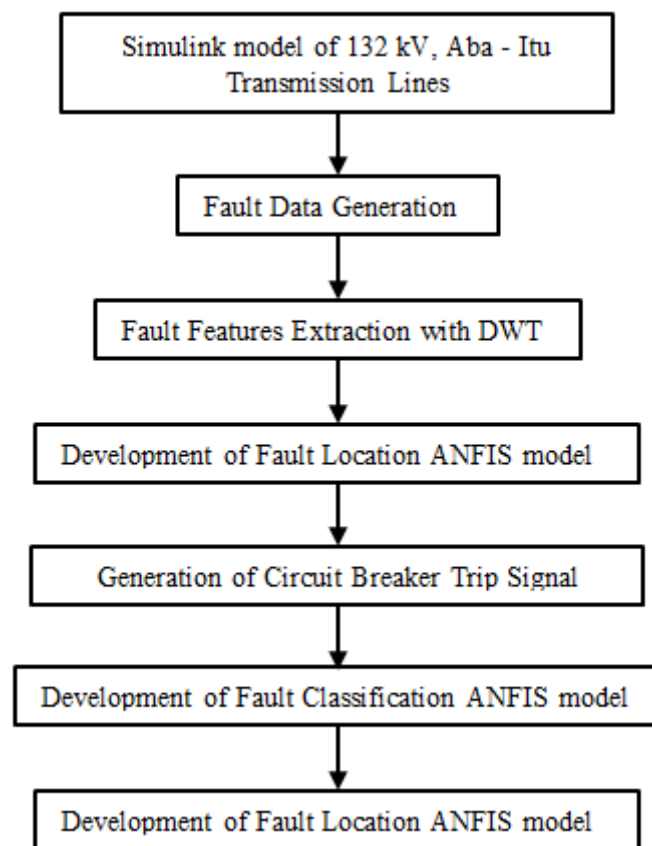 Simulink model of 132 kV, Aba - Itu
Transmission Lines
Fault Data Generation
Fault Features Extraction with DWT
Development of Fault Location ANFIS model
Generation of Circuit Breaker Trip Signal
Development of Fault Classification ANFIS model
Development of Fault Location ANFIS model